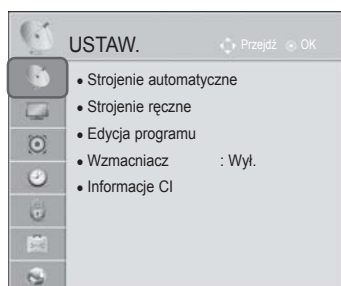 USTAW. Przejdź OK
• Strojenie automatyczne
• Strojenie ręczne
• Edycja programu
• Wzmacniacz : Wył.
• Informacje CI